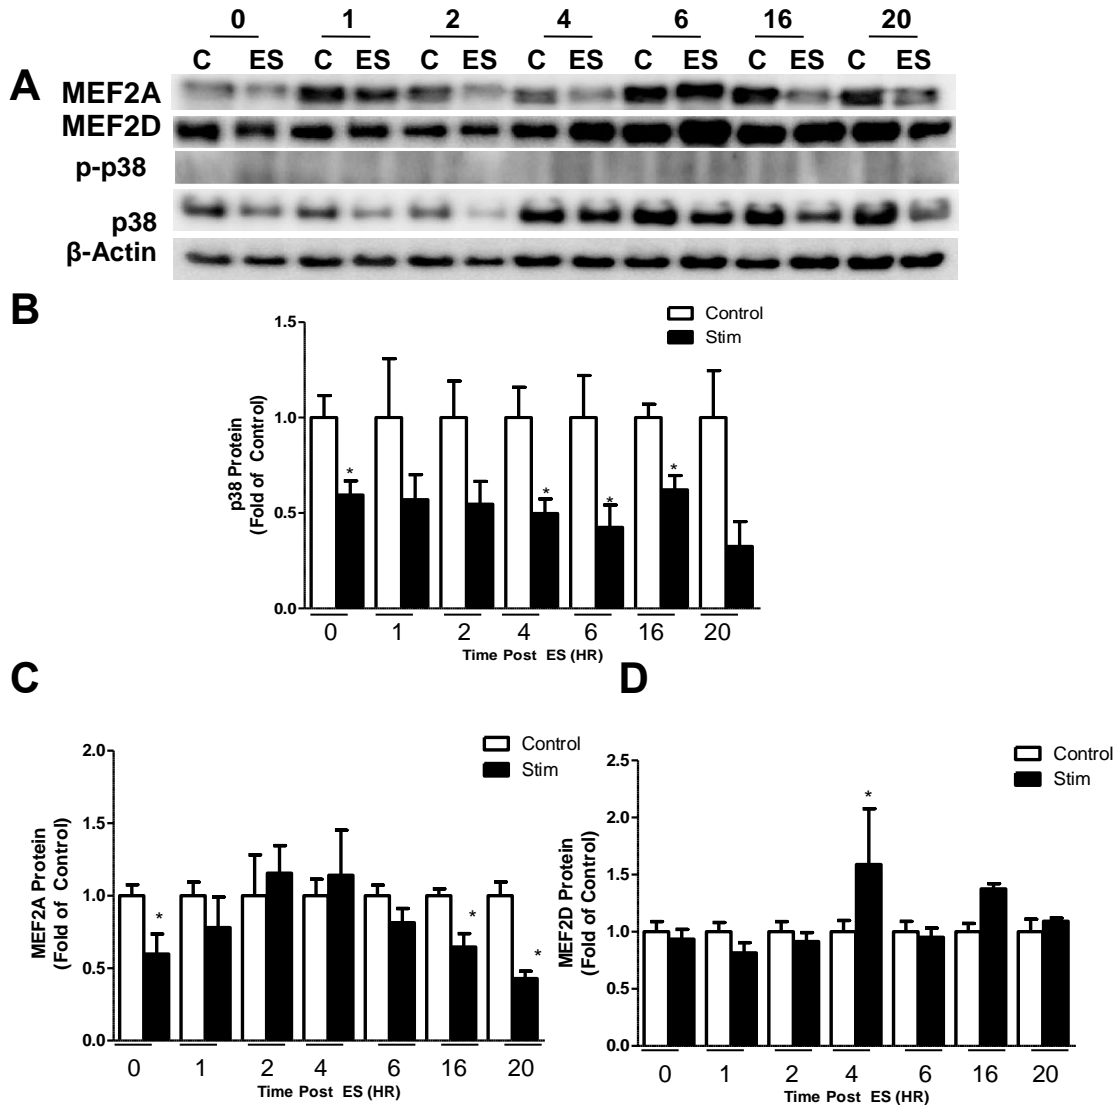 0 1 2 4 6 16 20
C ES C ES C ES C ES C ES C ES C ES
A
MEF2A
MEF2D
p-p38
p38
β-Actin
B
Control
Stim
p38 Protein
(Fold of Control)
1.5
1.0
0.5
0.0
* * * *
0 1 2 4 6 16 20
Time Post ES (HR)
C
Control
Stim
MEF2A Protein
(Fold of Control)
2.0
1.5
1.0
0.5
0.0
* * *
0 1 2 4 6 16 20
Time Post ES (HR)
D
Control
Stim
MEF2D Protein
(Fold of Control)
2.5
2.0
1.5
1.0
0.5
0.0
*
0 1 2 4 6 16 20
Time Post ES (HR)